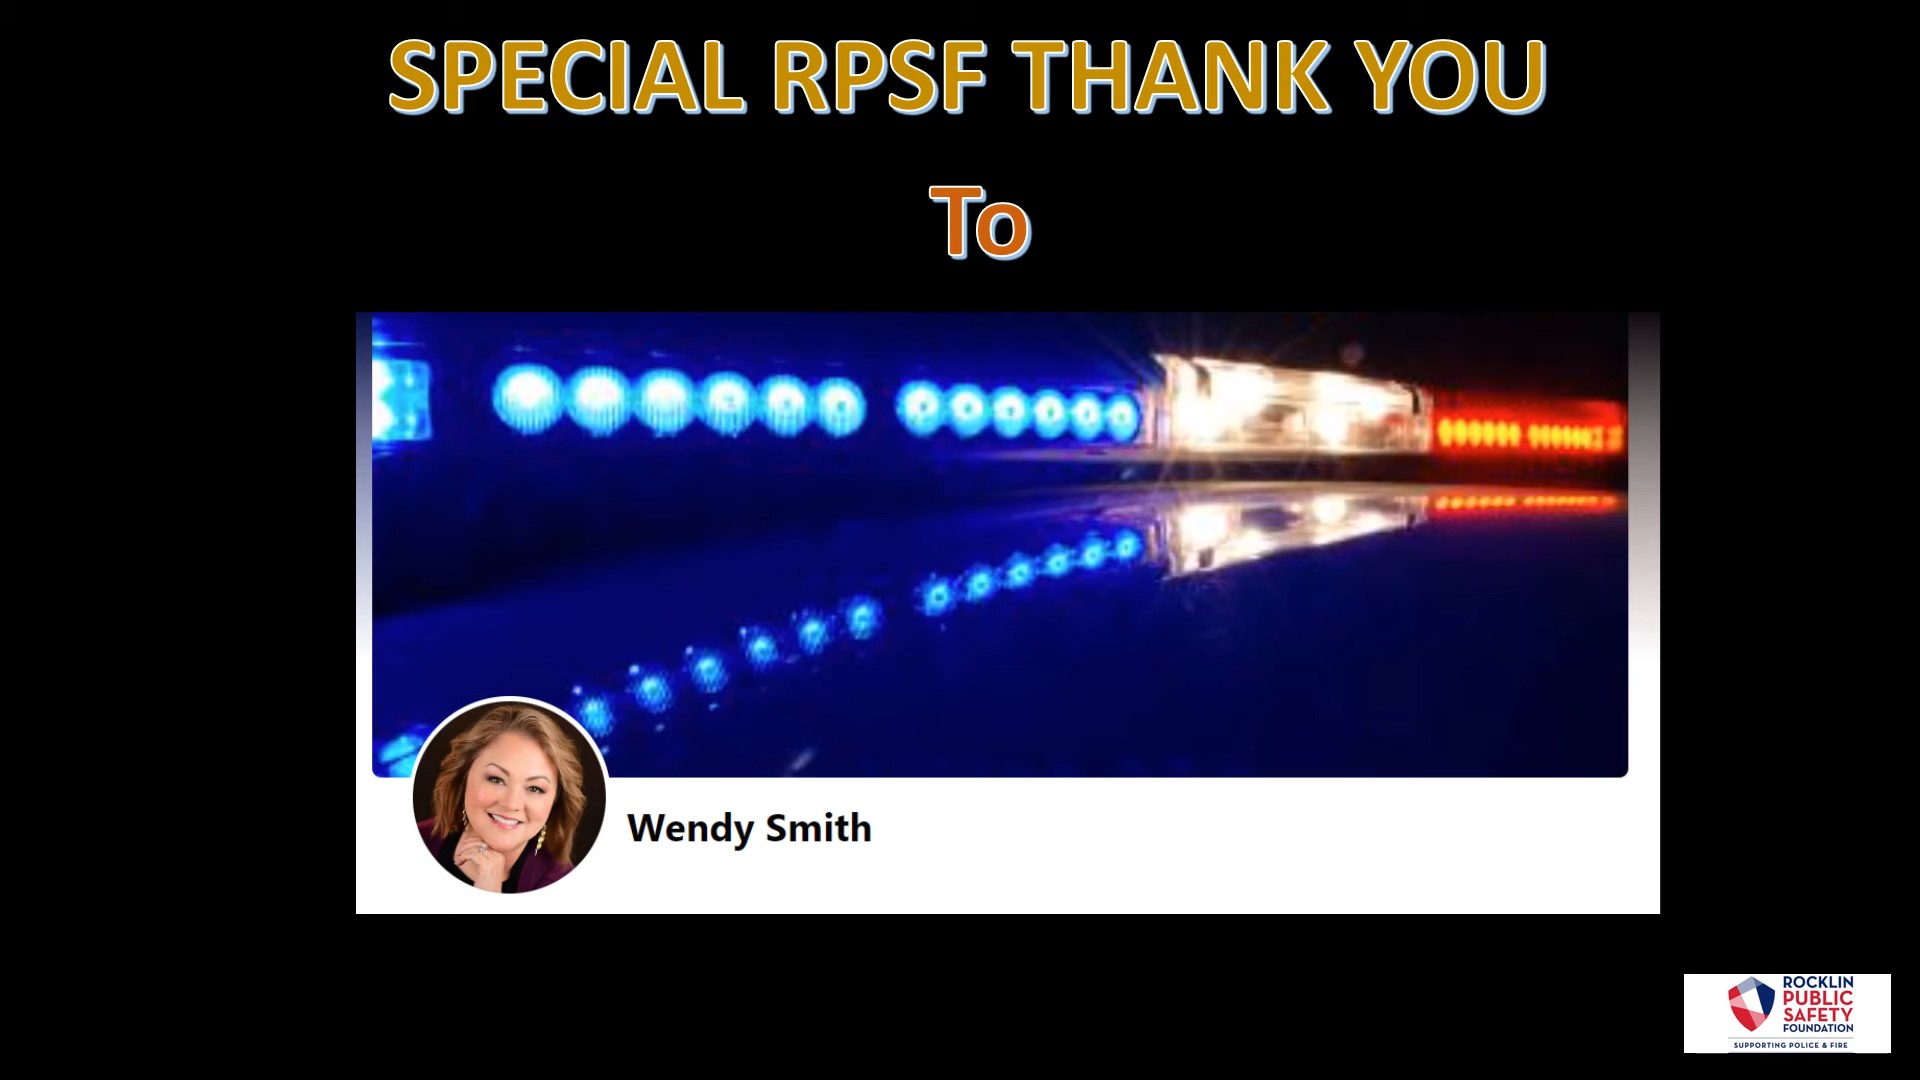 SPECIAL RPSF THANK YOU
To
Wendy Smith
ROCKLIN
PUBLIC
SAFETY
FOUNDATION
SUPPORTING POLICE & FIRE